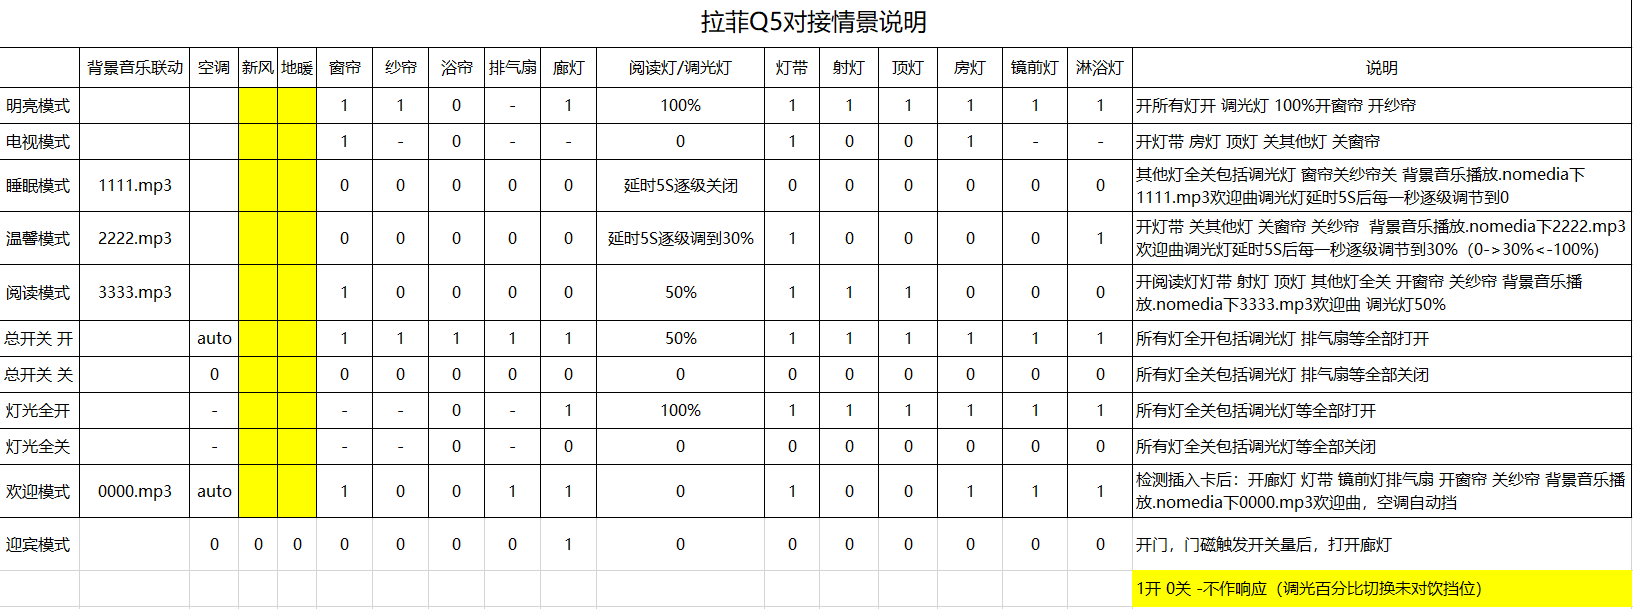 拉菲Q5对接情景说明
背景音乐联动 空调 新风 地暖 窗帘 纱帘 浴帘 排气扇 廊灯 阅读灯/调光灯 灯带 射灯 顶灯 房灯 镜前灯 淋浴灯 说明
明亮模式 1 1 0 - 1 100% 1 1 1 1 1 1 开所有灯开 调光灯 100%开窗帘 开纱帘
电视模式 1 - 0 - - 0 1 0 0 1 - - 开灯带 房灯 顶灯 关其他灯 关窗帘
睡眠模式 1111.mp3 0 0 0 0 0 延时5S逐级关闭 0 0 0 0 0 0 其他灯全关包括调光灯 窗帘关纱帘关 背景音乐播放.nomedia下
1111.mp3欢迎曲调光灯延时5S后每一秒逐级调节到0
温馨模式 2222.mp3 0 0 0 0 0 延时5S逐级调到30% 1 0 0 0 0 1 开灯带 关其他灯 关窗帘 关纱帘 背景音乐播放.nomedia下2222.mp3
欢迎曲调光灯延时5S后每一秒逐级调节到30%（0->30%<-100%)
阅读模式 3333.mp3 1 0 0 0 0 50% 1 1 1 0 0 0 开阅读灯灯带 射灯 顶灯 其他灯全关 开窗帘 关纱帘 背景音乐播
放.nomedia下3333.mp3欢迎曲 调光灯50%
总开关 开 auto 1 1 1 1 1 50% 1 1 1 1 1 1 所有灯全开包括调光灯 排气扇等全部打开
总开关 关 0 0 0 0 0 0 0 0 0 0 0 0 0 所有灯全关包括调光灯 排气扇等全部关闭
灯光全开 - - - 0 - 1 100% 1 1 1 1 1 1 所有灯全关包括调光灯等全部打开
灯光全关 - - - 0 - 0 0 0 0 0 0 0 0 所有灯全关包括调光灯等全部关闭
欢迎模式 0000.mp3 auto 1 0 0 1 1 0 1 0 0 1 1 1 检测插入卡后：开廊灯 灯带 镜前灯排气扇 开窗帘 关纱帘 背景音乐播
放.nomedia下0000.mp3欢迎曲，空调自动挡
迎宾模式 0 0 0 0 0 0 0 1 0 0 0 0 0 0 0 开门，门磁触发开关量后，打开廊灯
1开 0关 -不作响应（调光百分比切换未对饮挡位）